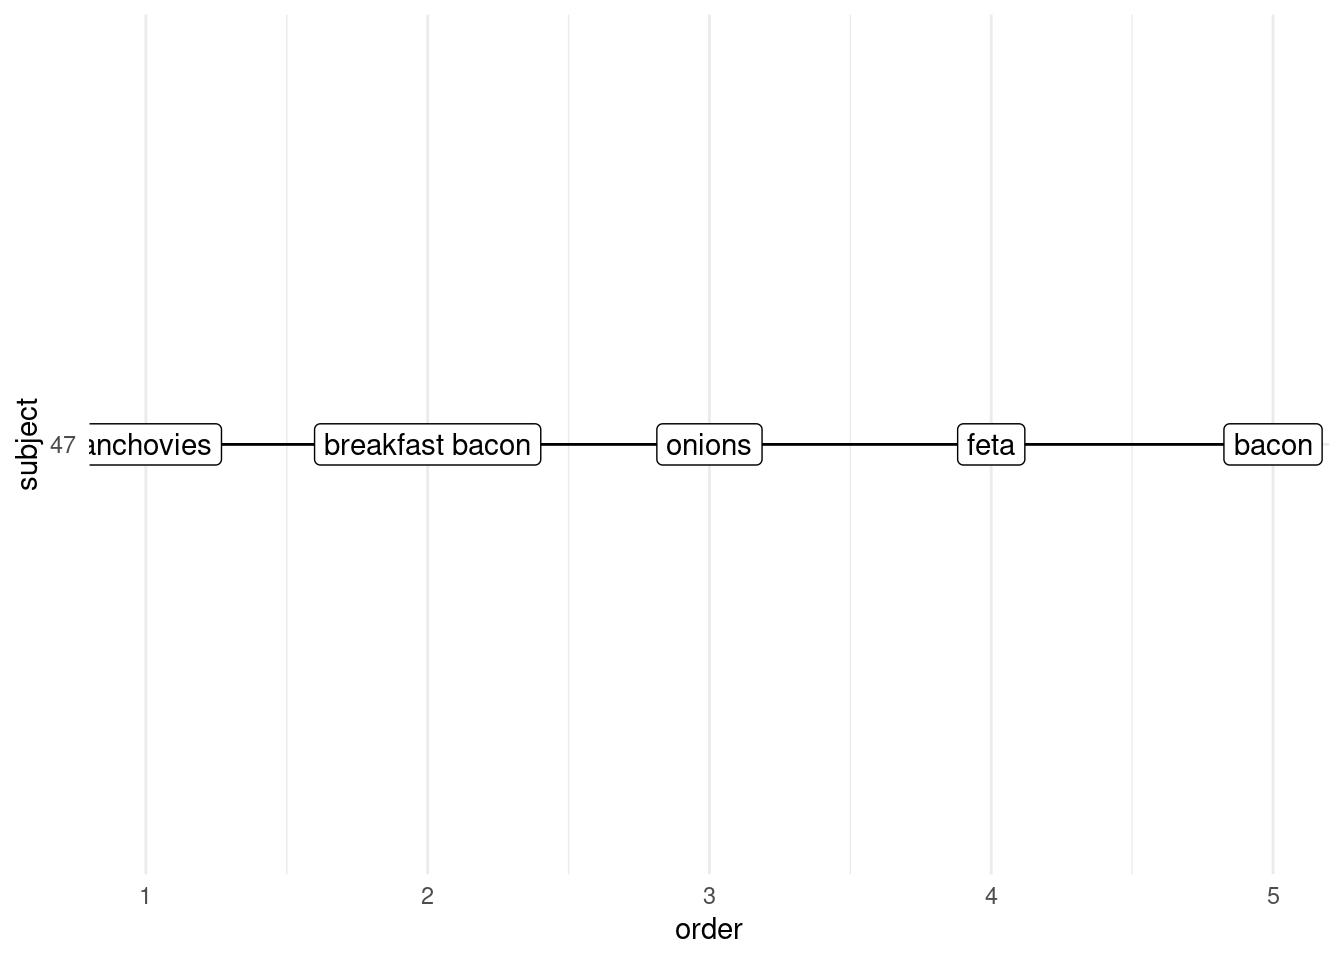 subject
47
anchovies
breakfast bacon
onions
feta
bacon
1
2
3
4
5
order